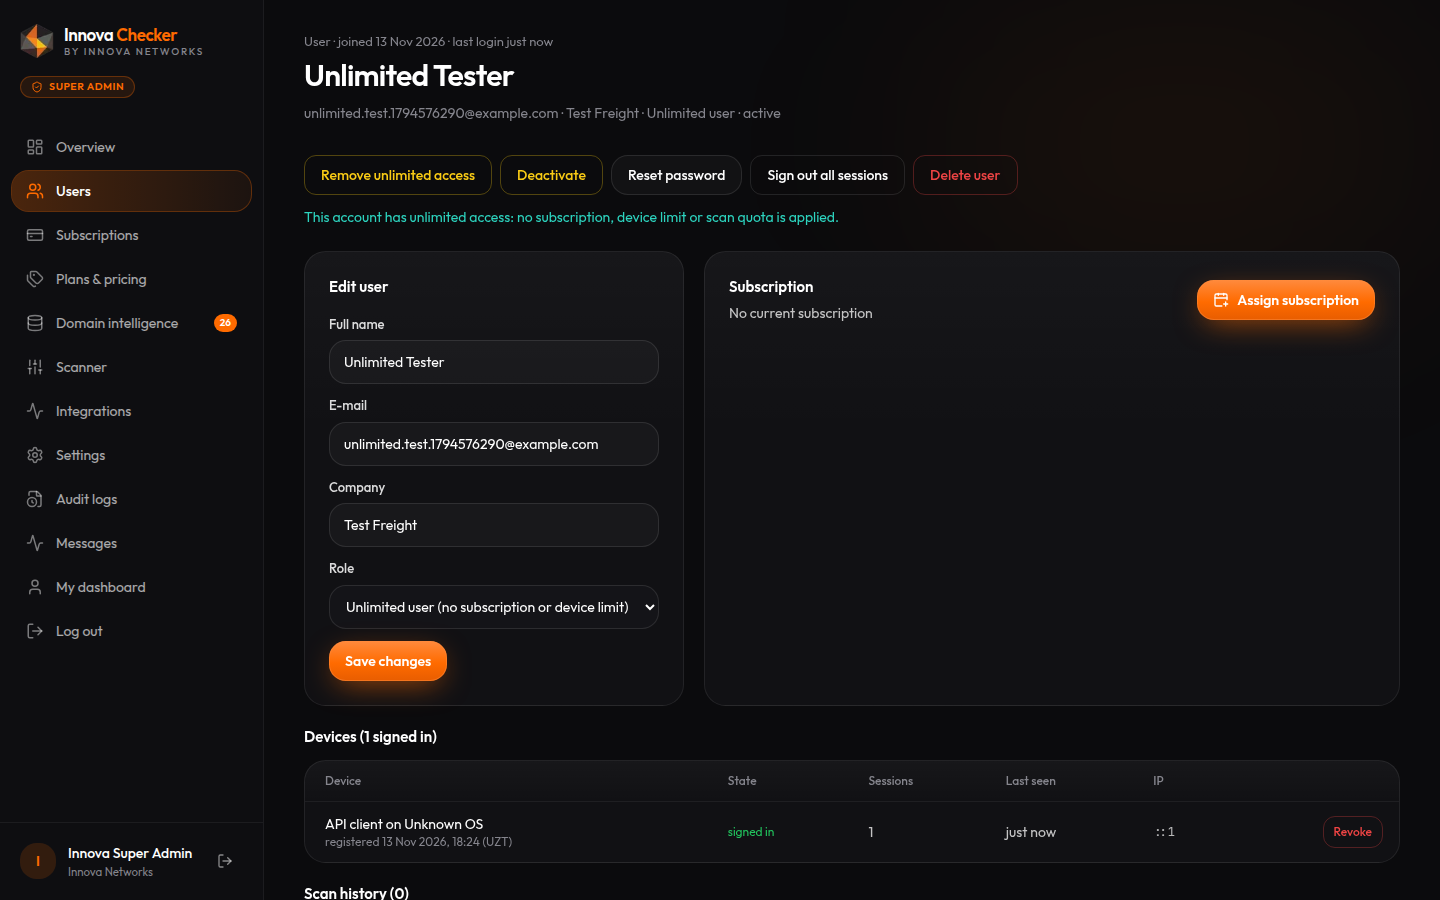 Innova Checker
BY INNOVA NETWORKS
SUPER ADMIN
Overview
Users
Subscriptions
Plans & pricing
Domain intelligence 26
Scanner
Integrations
Settings
Audit logs
Messages
My dashboard
Log out
I
Innova Super Admin
Innova Networks
User · joined 13 Nov 2026 · last login just now
Unlimited Tester
unlimited.test.1794576290@example.com · Test Freight · Unlimited user · active
Remove unlimited access Deactivate Reset password Sign out all sessions Delete user
This account has unlimited access: no subscription, device limit or scan quota is applied.
Edit user
Full name
Unlimited Tester
E-mail
unlimited.test.1794576290@example.com
Company
Test Freight
Role
Unlimited user (no subscription or device limit)
Save changes
Subscription
No current subscription
Assign subscription
Devices (1 signed in)
Device State Sessions Last seen IP
API client on Unknown OS
registered 13 Nov 2026, 18:24 (UZT)
signed in 1 just now ::1 Revoke
Scan history (0)